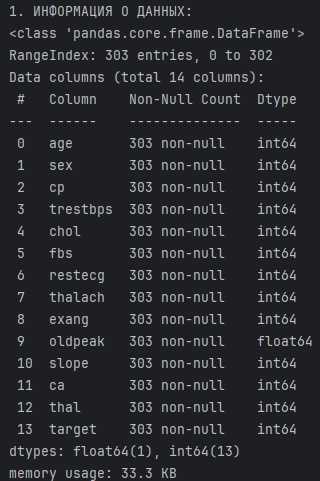 1. ИНФОРМАЦИЯ О ДАННЫХ:
<class 'pandas.core.frame.DataFrame'>
RangeIndex: 303 entries, 0 to 302
Data columns (total 14 columns):
 #   Column    Non-Null Count  Dtype
---  ------    --------------  -----
 0   age       303 non-null    int64
 1   sex       303 non-null    int64
 2   cp        303 non-null    int64
 3   trestbps  303 non-null    int64
 4   chol      303 non-null    int64
 5   fbs       303 non-null    int64
 6   restecg   303 non-null    int64
 7   thalach   303 non-null    int64
 8   exang     303 non-null    int64
 9   oldpeak   303 non-null    float64
 10  slope     303 non-null    int64
 11  ca        303 non-null    int64
 12  thal      303 non-null    int64
 13  target    303 non-null    int64
dtypes: float64(1), int64(13)
memory usage: 33.3 KB